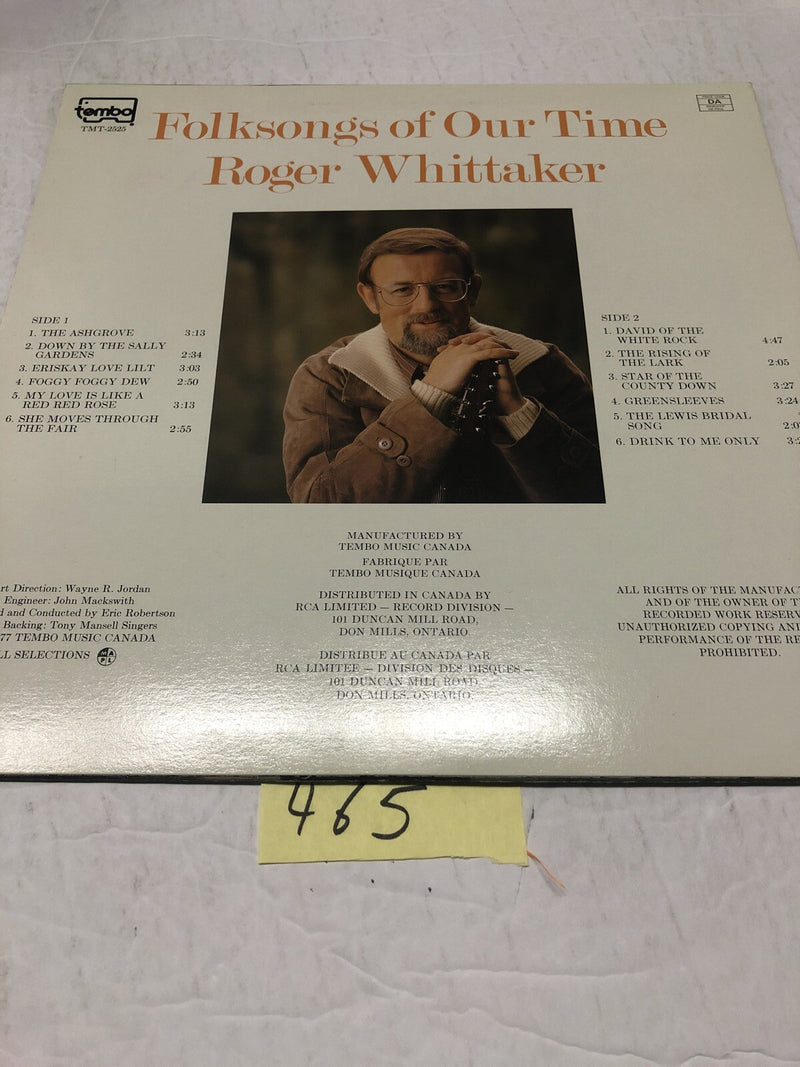 tembo
TMT-2525
DA
Folksongs of Our Time
Roger Whittaker
SIDE 1
1. THE ASHGROVE 3:13
2. DOWN BY THE SALLY
GARDENS 2:34
3. ERISKAY LOVE LILT 3:03
4. FOGGY FOGGY DEW 2:50
5. MY LOVE IS LIKE A
RED RED ROSE 3:13
6. SHE MOVES THROUGH
THE FAIR 2:55
SIDE 2
1. DAVID OF THE
WHITE ROCK 4:47
2. THE RISING OF
THE LARK 2:05
3. STAR OF THE
COUNTY DOWN 3:27
4. GREENSLEEVES 3:24
5. THE LEWIS BRIDAL
SONG 2:0
6. DRINK TO ME ONLY 3:
MANUFACTURED BY
TEMBO MUSIC CANADA
FABRIQUE PAR
TEMBO MUSIQUE CANADA
DISTRIBUTED IN CANADA BY
RCA LIMITED — RECORD DIVISION —
101 DUNCAN MILL ROAD,
DON MILLS, ONTARIO.
DISTRIBUE AU CANADA PAR
RCA LIMITEE — DIVISION DES DISQUES —
101 DUNCAN MILL ROAD,
DON MILLS, ONTARIO.
rt Direction: Wayne R. Jordan
Engineer: John Mackswith
d and Conducted by Eric Robertson
Backing: Tony Mansell Singers
77 TEMBO MUSIC CANADA
LL SELECTIONS MAPL
ALL RIGHTS OF THE MANUFAC
AND OF THE OWNER OF T
RECORDED WORK RESERV
UNAUTHORIZED COPYING AN
PERFORMANCE OF THE RE
PROHIBITED.
465